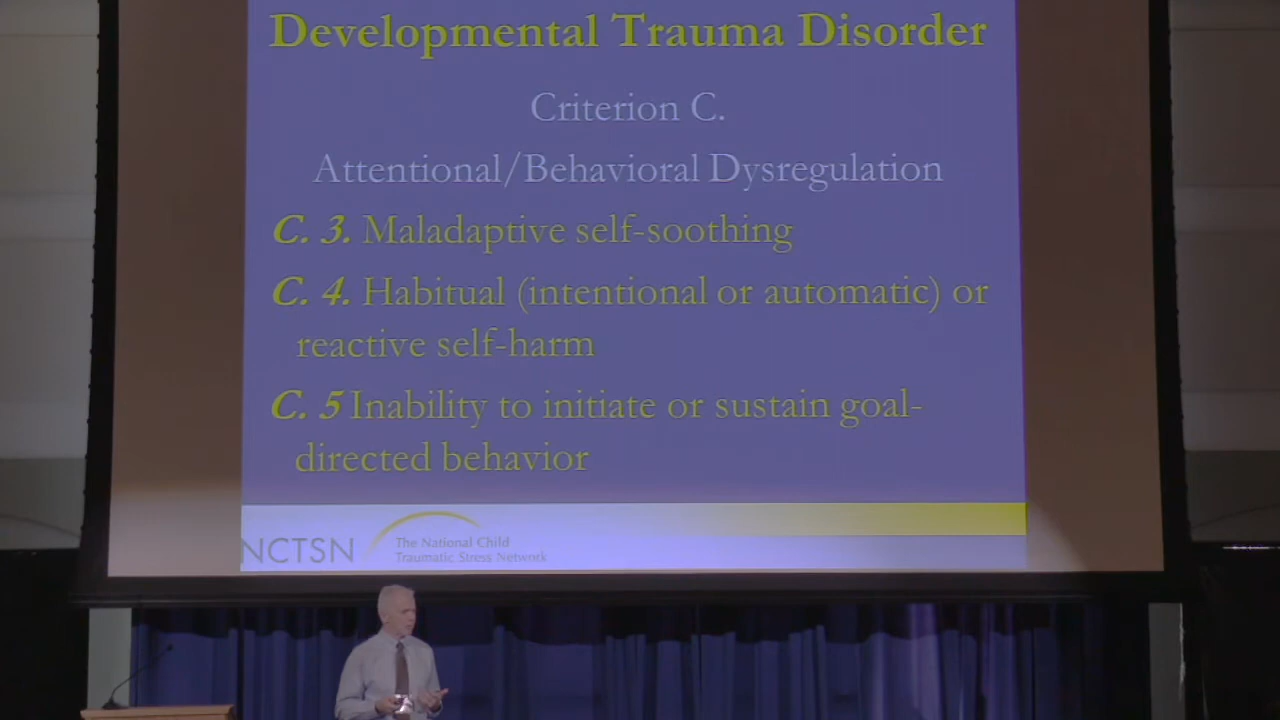 Developmental Trauma Disorder
Criterion C.
Attentional/Behavioral Dysregulation
C. 3. Maladaptive self-soothing
C. 4. Habitual (intentional or automatic) or
reactive self-harm
C. 5 Inability to initiate or sustain goal-
directed behavior
NCTSN
The National Child
Traumatic Stress Network